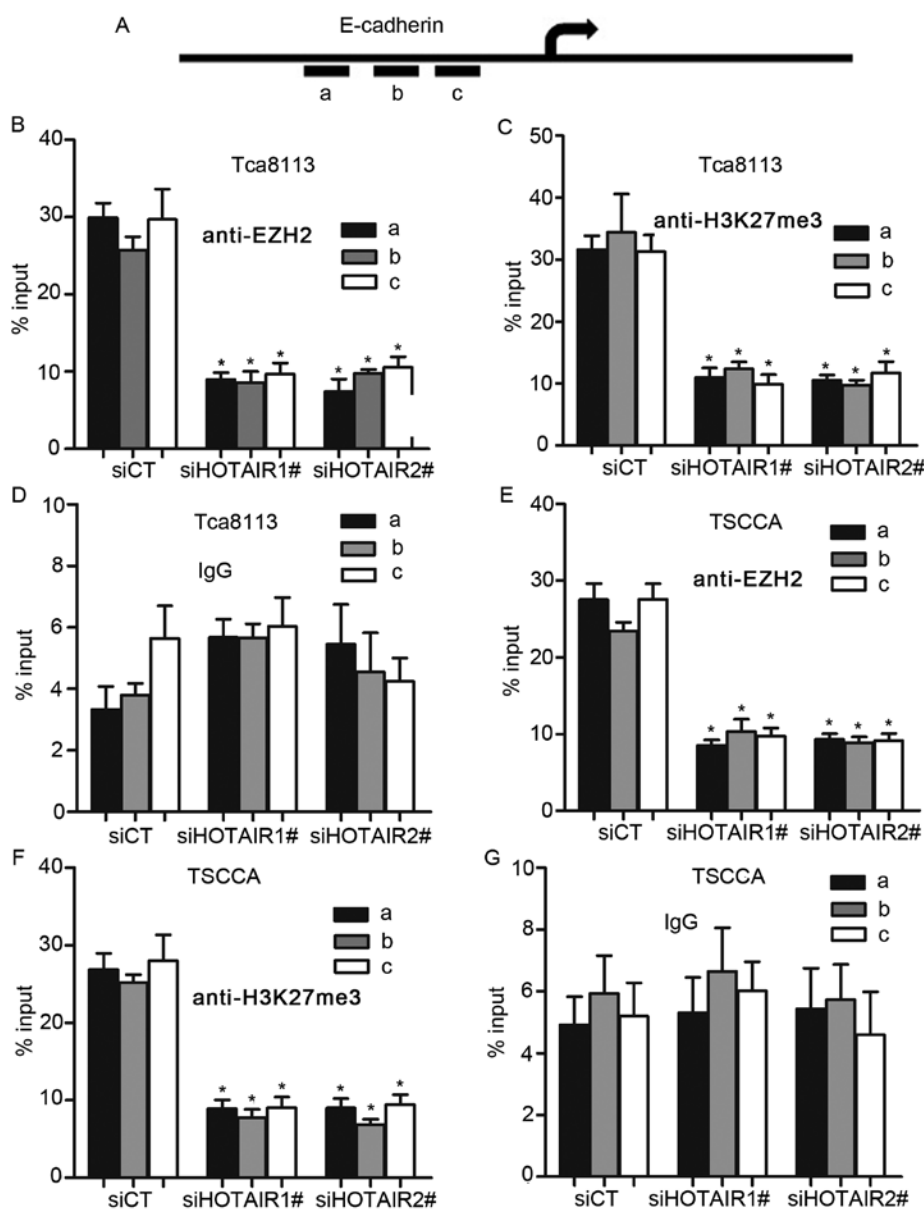 A
E-cadherin
a b c
B
Tca8113
anti-EZH2
a
b
c
% input
40
30
20
10
0
* * * * * *
siCT siHOTAIR1# siHOTAIR2#
C
Tca8113
anti-H3K27me3
a
b
c
% input
50
40
30
20
10
0
* * * * * *
siCT siHOTAIR1# siHOTAIR2#
D
Tca8113
IgG
a
b
c
% input
10
8
6
4
2
0
siCT siHOTAIR1# siHOTAIR2#
E
TSCCA
anti-EZH2
a
b
c
% input
40
30
20
10
0
* * * * * *
siCT siHOTAIR1# siHOTAIR2#
F
TSCCA
anti-H3K27me3
a
b
c
% input
40
30
20
10
0
* * * * * *
siCT siHOTAIR1# siHOTAIR2#
G
TSCCA
IgG
a
b
c
% input
10
8
6
4
2
0
siCT siHOTAIR1# siHOTAIR2#